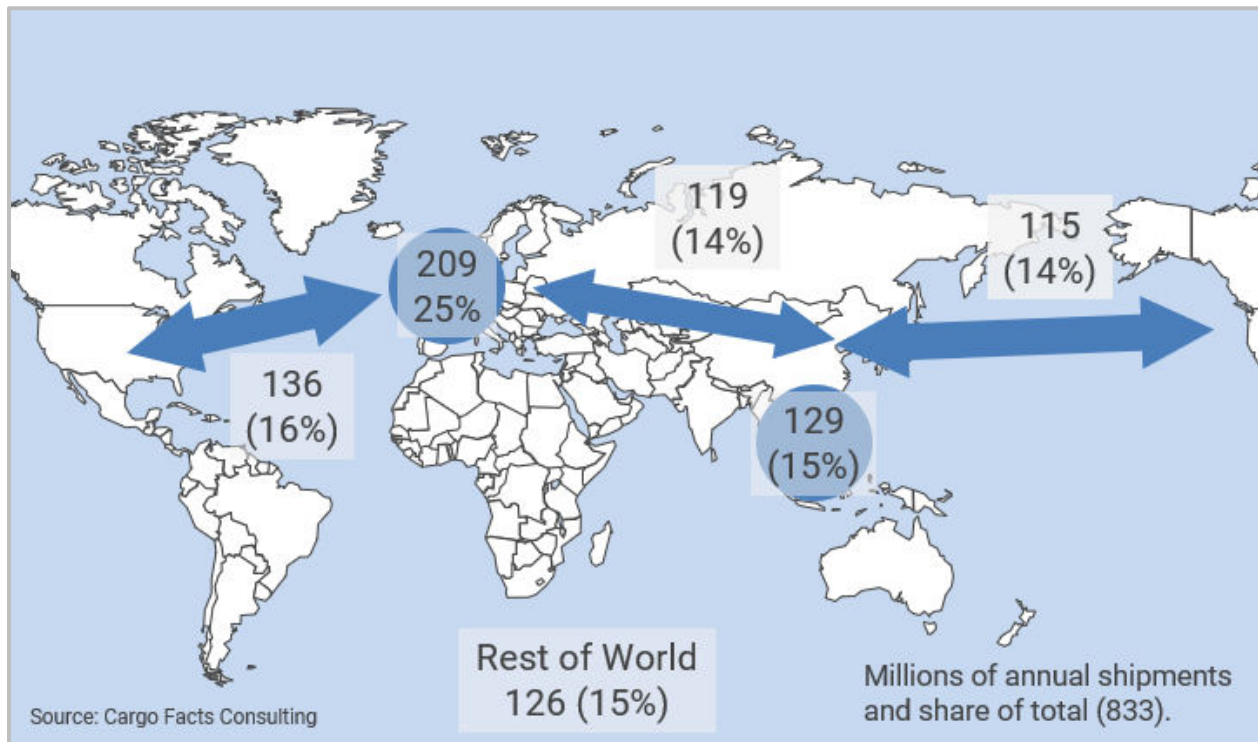 119
(14%)
115
(14%)
209
25%
136
(16%)
129
(15%)
Rest of World
126 (15%)
Millions of annual shipments
and share of total (833).
Source: Cargo Facts Consulting